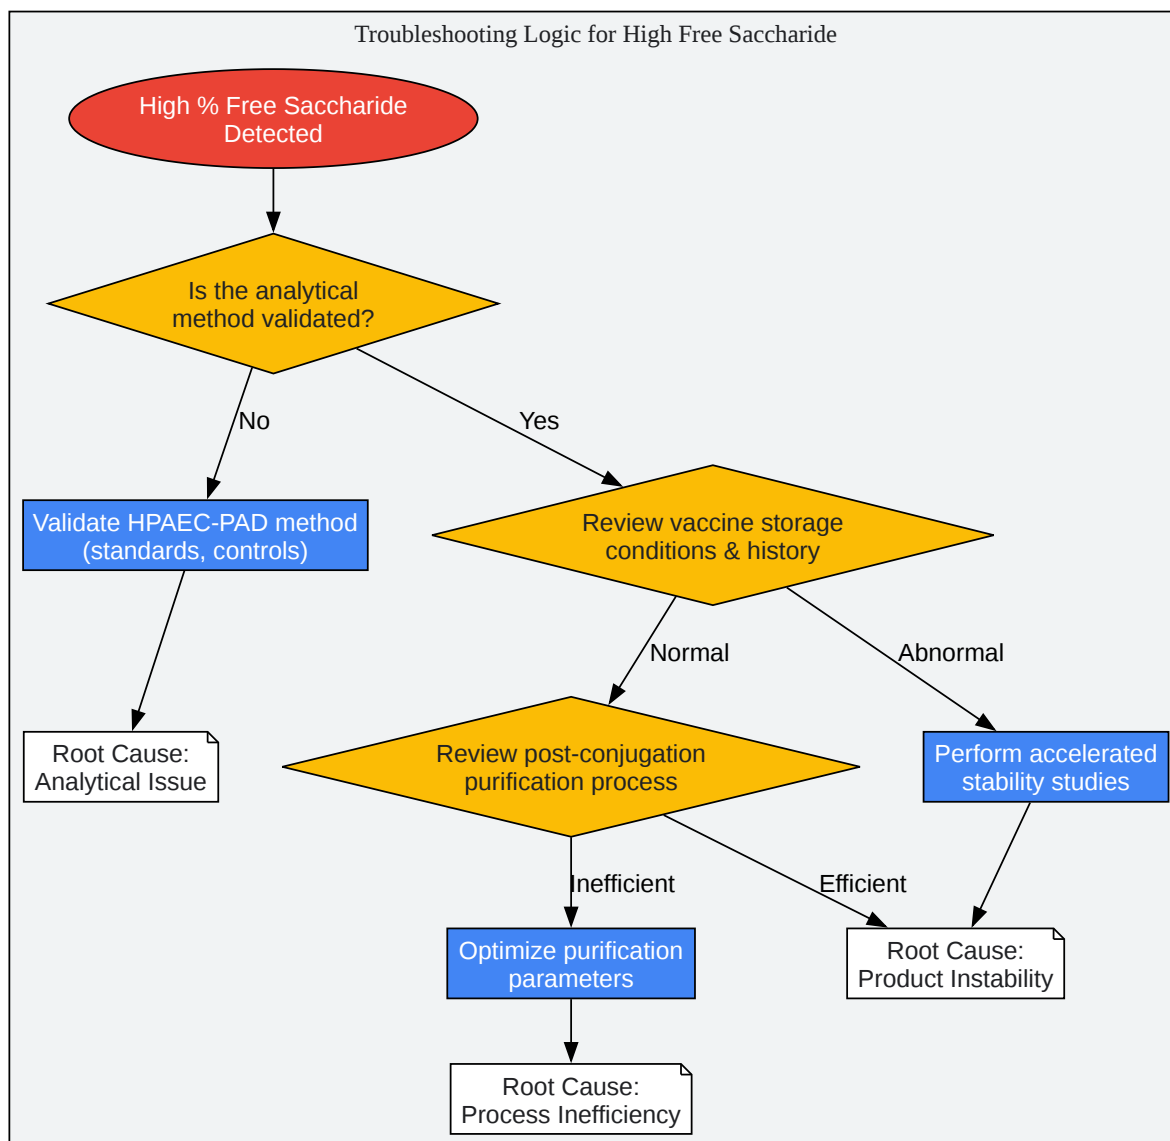 Troubleshooting Logic for High Free Saccharide
High % Free Saccharide
Detected
Is the analytical
method validated?
No
Yes
Validate HPAEC-PAD method
(standards, controls)
Review vaccine storage
conditions & history
Normal
Abnormal
Root Cause:
Analytical Issue
Review post-conjugation
purification process
Perform accelerated
stability studies
Inefficient
Efficient
Optimize purification
parameters
Root Cause:
Product Instability
Root Cause:
Process Inefficiency